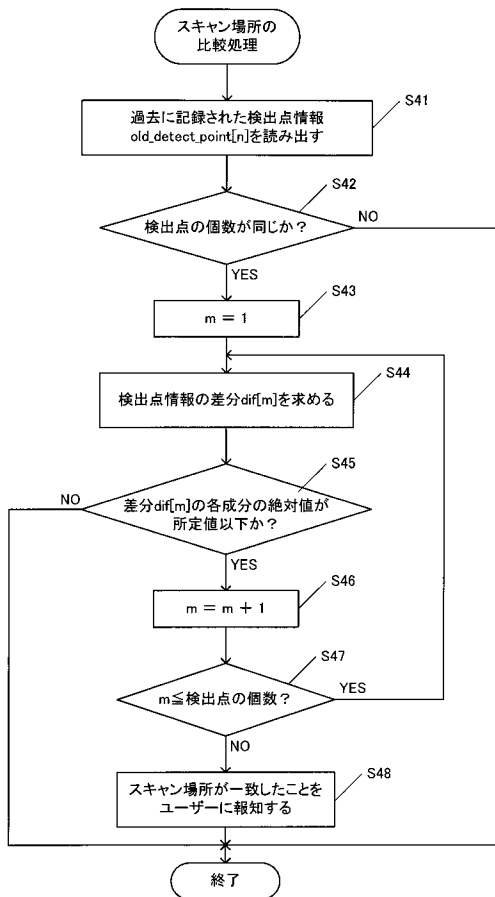 スキャン場所の
比較処理
S41
過去に記録された検出点情報
old_detect_point[n]を読み出す
S42
検出点の個数が同じか？
NO
YES
S43
m = 1
S44
検出点情報の差分dif[m]を求める
S45
NO
差分dif[m]の各成分の絶対値が
所定値以下か？
YES
S46
m = m + 1
S47
m≦検出点の個数？
YES
NO
S48
スキャン場所が一致したことを
ユーザーに報知する
終了